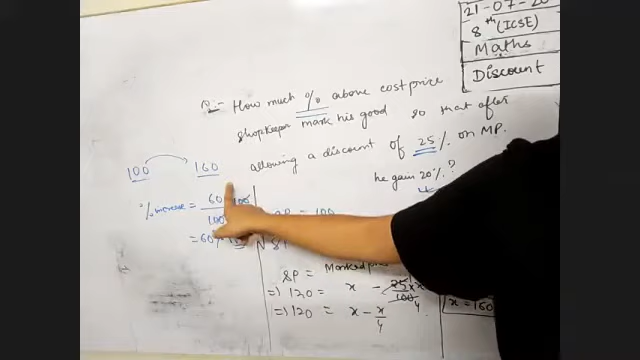 21-07-20
8th (ICSE)
Maths
Discount
Q:- How much % above cost price
shopkeeper mark his good so that after
allowing a discount of 25% on MP.
he gain 20%?
100 160
% increase = 60
100
= 60%
= 100
SP
SP = Marked
=) 120 = x - 25 x x
100 4
=) 120 = x - x/4
x = 160